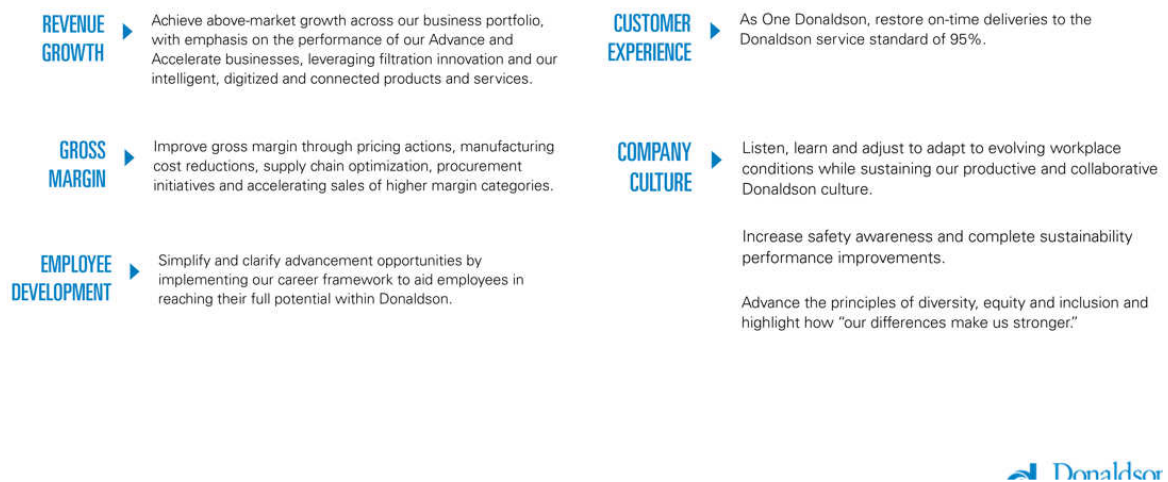 REVENUE
GROWTH
Achieve above-market growth across our business portfolio,
with emphasis on the performance of our Advance and
Accelerate businesses, leveraging filtration innovation and our
intelligent, digitized and connected products and services.
GROSS
MARGIN
Improve gross margin through pricing actions, manufacturing
cost reductions, supply chain optimization, procurement
initiatives and accelerating sales of higher margin categories.
EMPLOYEE
DEVELOPMENT
Simplify and clarify advancement opportunities by
implementing our career framework to aid employees in
reaching their full potential within Donaldson.
CUSTOMER
EXPERIENCE
As One Donaldson, restore on-time deliveries to the
Donaldson service standard of 95%.
COMPANY
CULTURE
Listen, learn and adjust to adapt to evolving workplace
conditions while sustaining our productive and collaborative
Donaldson culture.
Increase safety awareness and complete sustainability
performance improvements.
Advance the principles of diversity, equity and inclusion and
highlight how “our differences make us stronger.”
Donaldsor